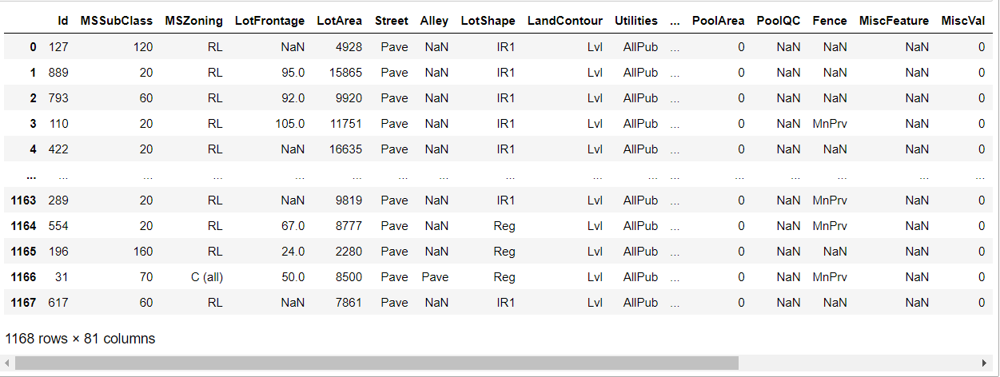 Id MSSubClass MSZoning LotFrontage LotArea Street Alley LotShape LandContour Utilities ... PoolArea PoolQC Fence MiscFeature MiscVal
0 127 120 RL NaN 4928 Pave NaN IR1 Lvl AllPub ... 0 NaN NaN NaN 0
1 889 20 RL 95.0 15865 Pave NaN IR1 Lvl AllPub ... 0 NaN NaN NaN 0
2 793 60 RL 92.0 9920 Pave NaN IR1 Lvl AllPub ... 0 NaN NaN NaN 0
3 110 20 RL 105.0 11751 Pave NaN IR1 Lvl AllPub ... 0 NaN MnPrv NaN 0
4 422 20 RL NaN 16635 Pave NaN IR1 Lvl AllPub ... 0 NaN NaN NaN 0
... ... ... ... ... ... ... ... ... ... ... ... ... ... ... ... ...
1163 289 20 RL NaN 9819 Pave NaN IR1 Lvl AllPub ... 0 NaN MnPrv NaN 0
1164 554 20 RL 67.0 8777 Pave NaN Reg Lvl AllPub ... 0 NaN MnPrv NaN 0
1165 196 160 RL 24.0 2280 Pave NaN Reg Lvl AllPub ... 0 NaN NaN NaN 0
1166 31 70 C (all) 50.0 8500 Pave Pave Reg Lvl AllPub ... 0 NaN MnPrv NaN 0
1167 617 60 RL NaN 7861 Pave NaN IR1 Lvl AllPub ... 0 NaN NaN NaN 0
1168 rows × 81 columns